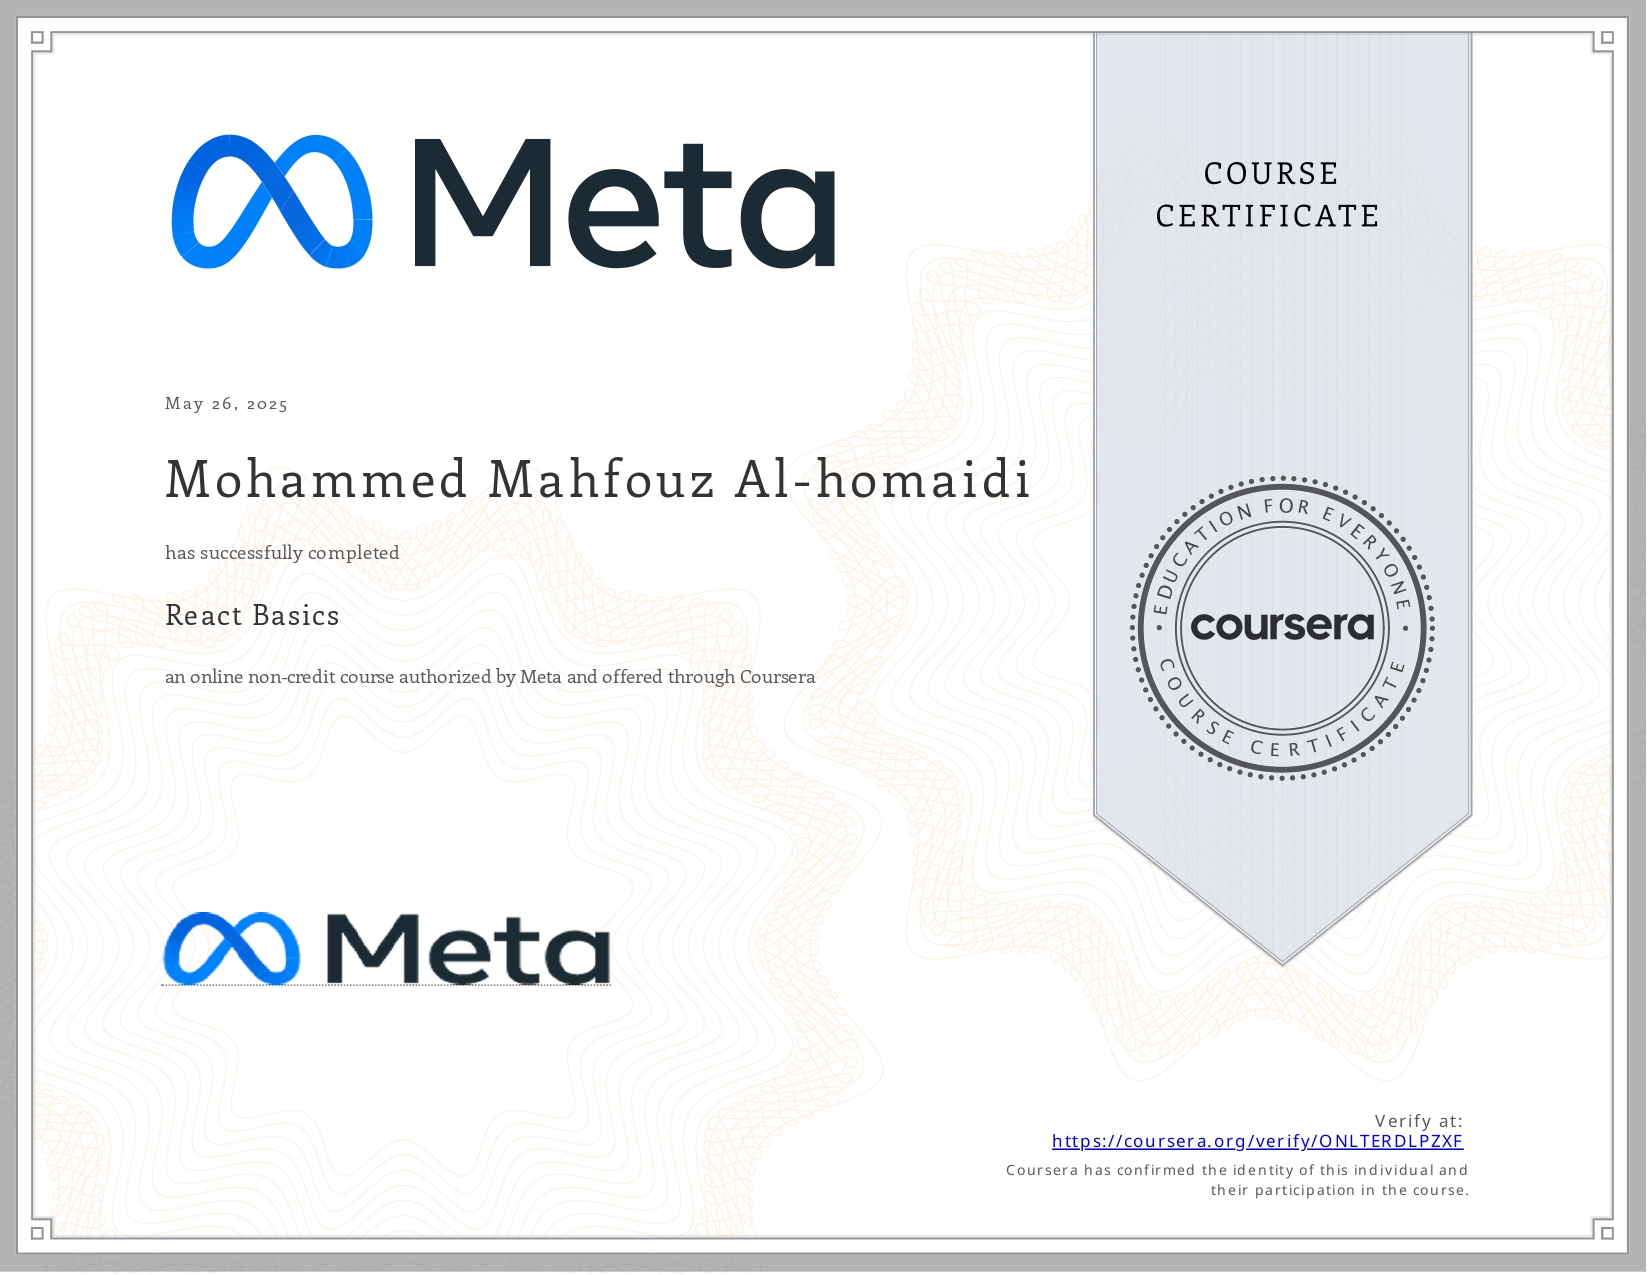 Meta
COURSE
CERTIFICATE
May 26, 2025
Mohammed Mahfouz Al-homaidi
has successfully completed
React Basics
an online non-credit course authorized by Meta and offered through Coursera
EDUCATION FOR EVERYONE
coursera
COURSE CERTIFICATE
Meta
Verify at:
https://coursera.org/verify/ONLTERDLPZXF
Coursera has confirmed the identity of this individual and
their participation in the course.